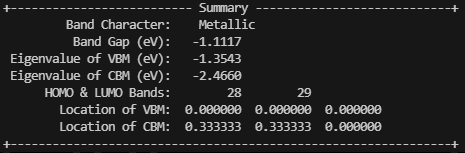 +-------------------------- Summary ----------------------------+
Band Character: Metallic
Band Gap (eV): -1.1117
Eigenvalue of VBM (eV): -1.3543
Eigenvalue of CBM (eV): -2.4660
HOMO & LUMO Bands: 28 29
Location of VBM: 0.000000 0.000000 0.000000
Location of CBM: 0.333333 0.333333 0.000000
+---------------------------------------------------------------+